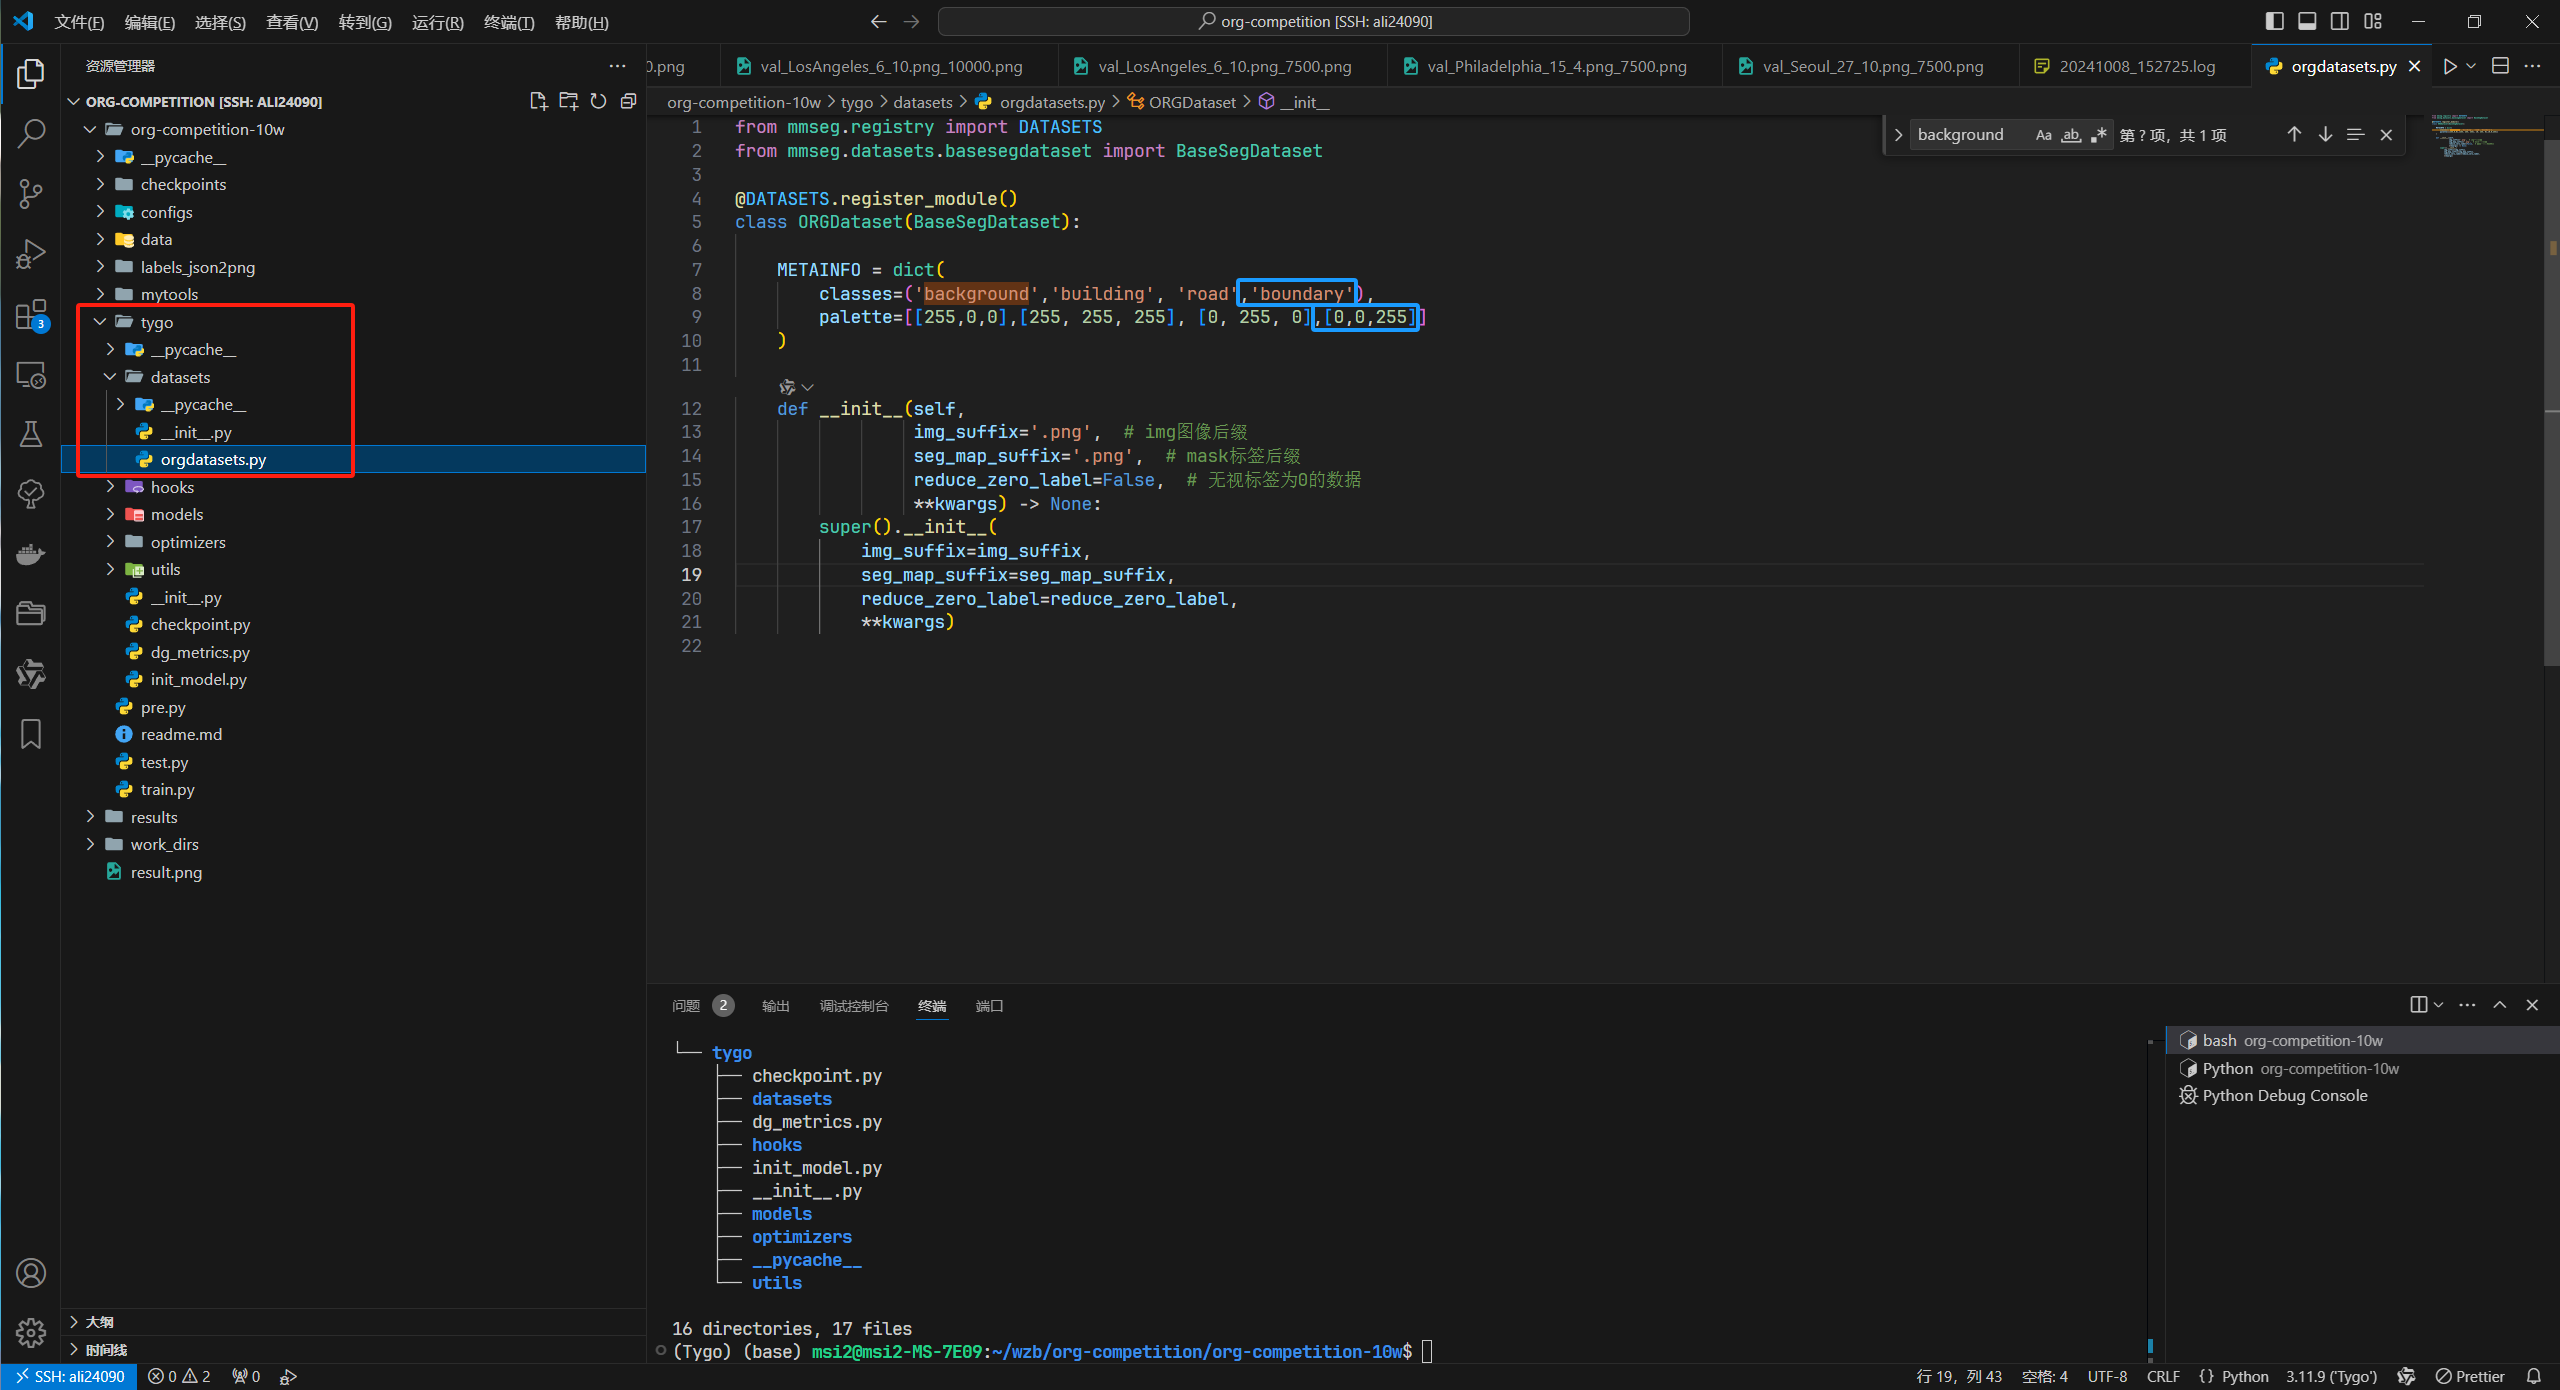 文件(F) 编辑(E) 选择(S) 查看(V) 转到(G) 运行(R) 终端(T) 帮助(H)
org-competition [SSH: ali24090]
资源管理器
ORG-COMPETITION [SSH: ALI24090]
org-competition-10w
__pycache__
checkpoints
configs
data
labels_json2png
mytools
tygo
__pycache__
datasets
__pycache__
__init__.py
orgdatasets.py
hooks
models
optimizers
utils
__init__.py
checkpoint.py
dg_metrics.py
init_model.py
pre.py
readme.md
test.py
train.py
results
work_dirs
result.png
大纲
时间线
3
0.png val_LosAngeles_6_10.png_10000.png val_LosAngeles_6_10.png_7500.png val_Philadelphia_15_4.png_7500.png val_Seoul_27_10.png_7500.png 20241008_152725.log orgdatasets.py
org-competition-10w > tygo > datasets > orgdatasets.py > ORGDataset > __init__
background Aa ab 第 ? 项，共 1 项
1 from mmseg.registry import DATASETS
2 from mmseg.datasets.basesegdataset import BaseSegDataset
3
4 @DATASETS.register_module()
5 class ORGDataset(BaseSegDataset):
6
7 METAINFO = dict(
8 classes=('background','building', 'road','boundary'),
9 palette=[[255,0,0],[255, 255, 255], [0, 255, 0],[0,0,255]]
10 )
11
12 def __init__(self,
13 img_suffix='.png', # img图像后缀
14 seg_map_suffix='.png', # mask标签后缀
15 reduce_zero_label=False, # 无视标签为0的数据
16 **kwargs) -> None:
17 super().__init__(
18 img_suffix=img_suffix,
19 seg_map_suffix=seg_map_suffix,
20 reduce_zero_label=reduce_zero_label,
21 **kwargs)
22
问题 2 输出 调试控制台 终端 端口
└── tygo
├── checkpoint.py
├── datasets
├── dg_metrics.py
├── hooks
├── init_model.py
├── __init__.py
├── models
├── optimizers
├── __pycache__
└── utils
16 directories, 17 files
(Tygo) (base) msi2@msi2-MS-7E09:~/wzb/org-competition/org-competition-10w$
bash org-competition-10w
Python org-competition-10w
Python Debug Console
SSH: ali24090 0 2 0 行 19，列 43 空格: 4 UTF-8 CRLF {} Python 3.11.9 ('Tygo') Prettier